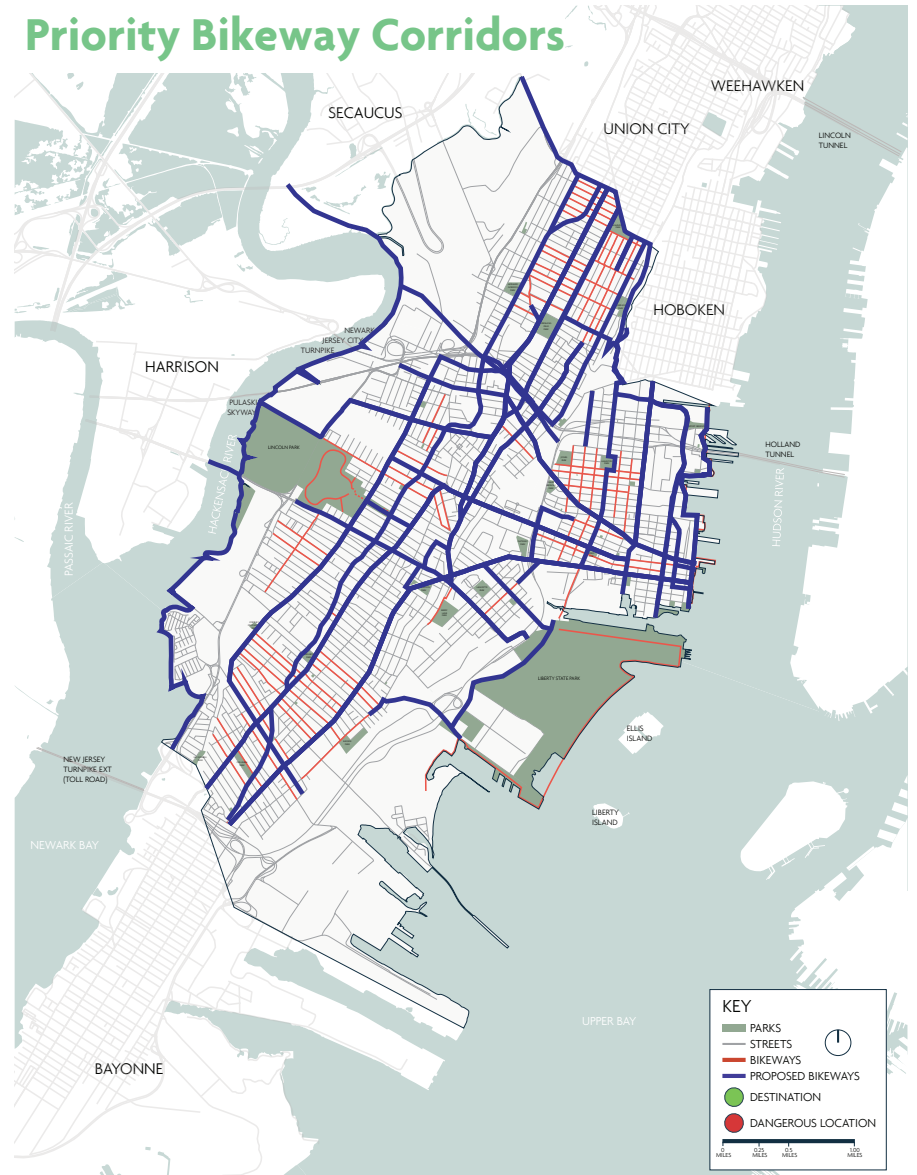 Priority Bikeway Corridors
WEEHAWKEN
SECAUCUS
UNION CITY
LINCOLN
TUNNEL
HOBOKEN
NEWARK
JERSEY CITY
TURNPIKE
HARRISON
PULASKI
SKYWAY
LINCOLN PARK
HOLLAND
TUNNEL
HACKENSACK RIVER
HUDSON RIVER
PASSAIC RIVER
LIBERTY STATE PARK
ELLIS
ISLAND
NEW JERSEY
TURNPIKE EXT
(TOLL ROAD)
LIBERTY
ISLAND
NEWARK BAY
UPPER BAY
BAYONNE
KEY
PARKS
STREETS
BIKEWAYS
PROPOSED BIKEWAYS
DESTINATION
DANGEROUS LOCATION
0 0.25 0.5 1.00
MILES MILES MILES MILES